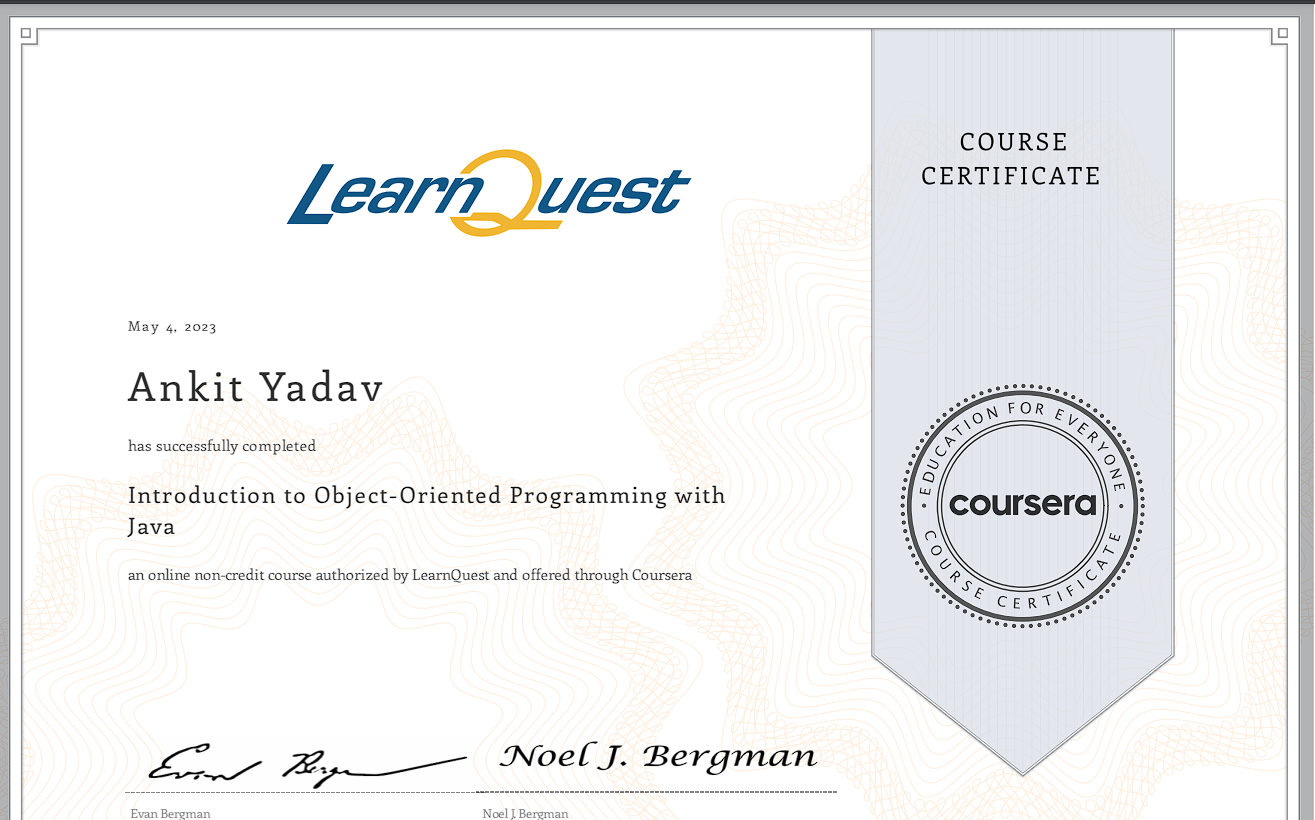 LearnQuest
COURSE
CERTIFICATE
May 4, 2023
Ankit Yadav
has successfully completed
Introduction to Object-Oriented Programming with
Java
an online non-credit course authorized by LearnQuest and offered through Coursera
EDUCATION FOR EVERYONE
coursera
COURSE CERTIFICATE
Evan Bergman
Noel J. Bergman
Evan Bergman
Noel J. Bergman